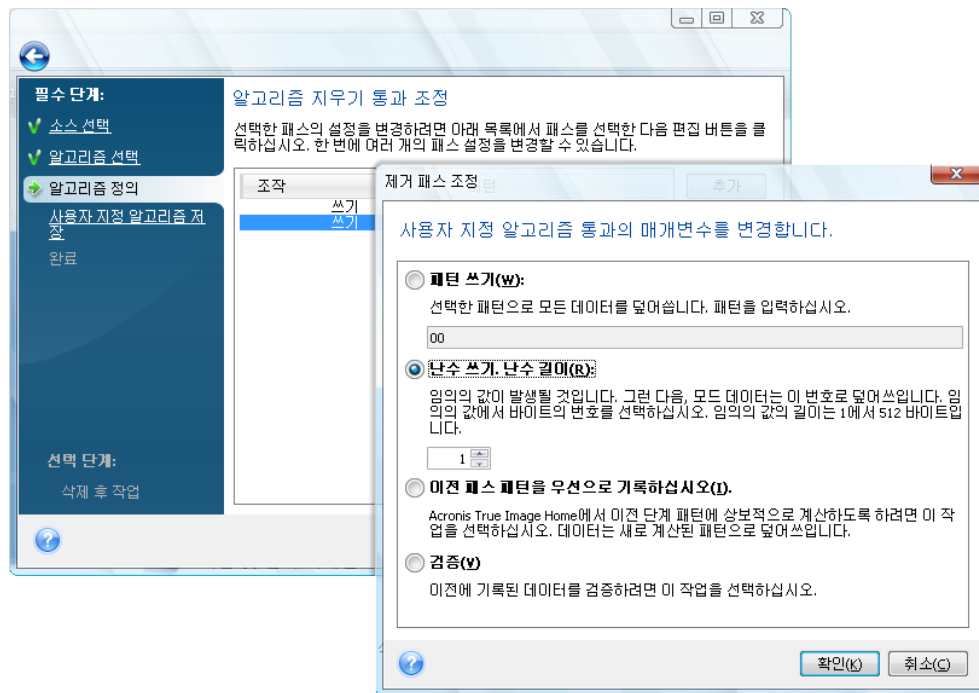 필수 단계:
소스 선택
알고리즘 선택
알고리즘 정의
사용자 지정 알고리즘 저
장
완료
선택 단계:
삭제 후 작업
알고리즘 지우기 통과 조정
선택한 패스의 설정을 변경하려면 아래 목록에서 패스를 선택한 다음 편집 버튼을 클
릭하십시오. 한 번에 여러 개의 패스 설정을 변경할 수 있습니다.
조작
쓰기
쓰기
추가
제거 패스 조정
사용자 지정 알고리즘 통과의 매개변수를 변경합니다.
패턴 쓰기(W):
선택한 패턴으로 모든 데이터를 덮어씁니다. 패턴을 입력하십시오.
00
난수 쓰기. 난수 길이(R):
임의의 값이 발생될 것입니다. 그런 다음, 모드 데이터는 이 번호로 덮어쓰입니다. 임
의의 값에서 바이트의 번호를 선택하십시오. 임의의 값의 길이는 1에서 512 바이트입
니다.
1
이전 패스 패턴을 우선으로 기록하십시오(I).
Acronis True Image Home에서 이전 단계 패턴에 상보적으로 계산하도록 하려면 이 작
업을 선택하십시오. 데이터는 새로 계산된 패턴으로 덮어쓰입니다.
검증(V)
이전에 기록된 데이터를 검증하려면 이 작업을 선택하십시오.
확인(K)
취소(C)